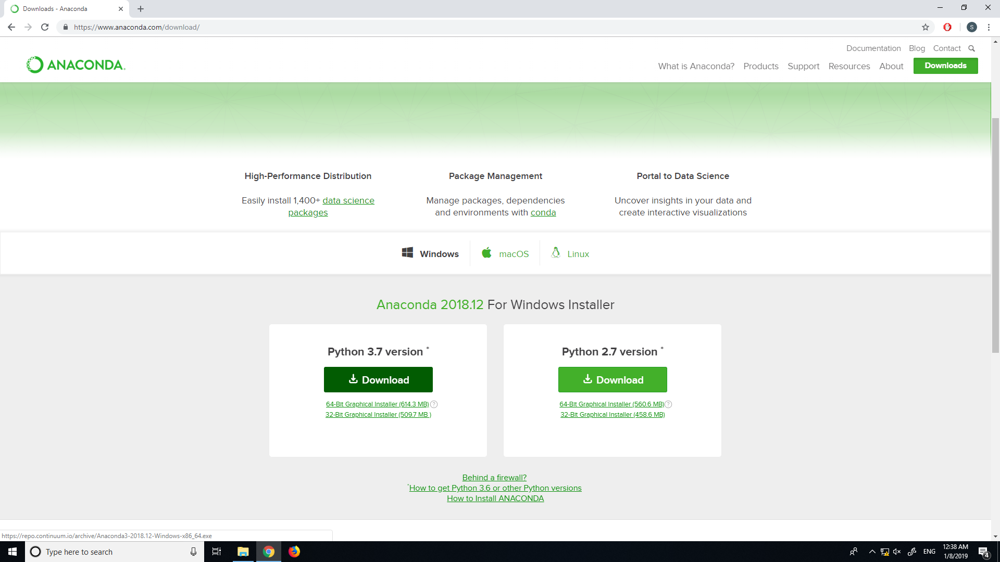 Downloads - Anaconda
https://www.anaconda.com/download/
S
Documentation Blog Contact
ANACONDA.
What is Anaconda? Products Support Resources About Downloads
High-Performance Distribution
Easily install 1,400+ data science
packages
Package Management
Manage packages, dependencies
and environments with conda
Portal to Data Science
Uncover insights in your data and
create interactive visualizations
Windows macOS Linux
Anaconda 2018.12 For Windows Installer
Python 3.7 version *
Download
64-Bit Graphical Installer (614.3 MB) ?
32-Bit Graphical Installer (509.7 MB )
Python 2.7 version *
Download
64-Bit Graphical Installer (560.6 MB) ?
32-Bit Graphical Installer (458.6 MB)
Behind a firewall?
*How to get Python 3.6 or other Python versions
How to Install ANACONDA
https://repo.continuum.io/archive/Anaconda3-2018.12-Windows-x86_64.exe
Type here to search
ENG
12:38 AM
1/8/2019
4